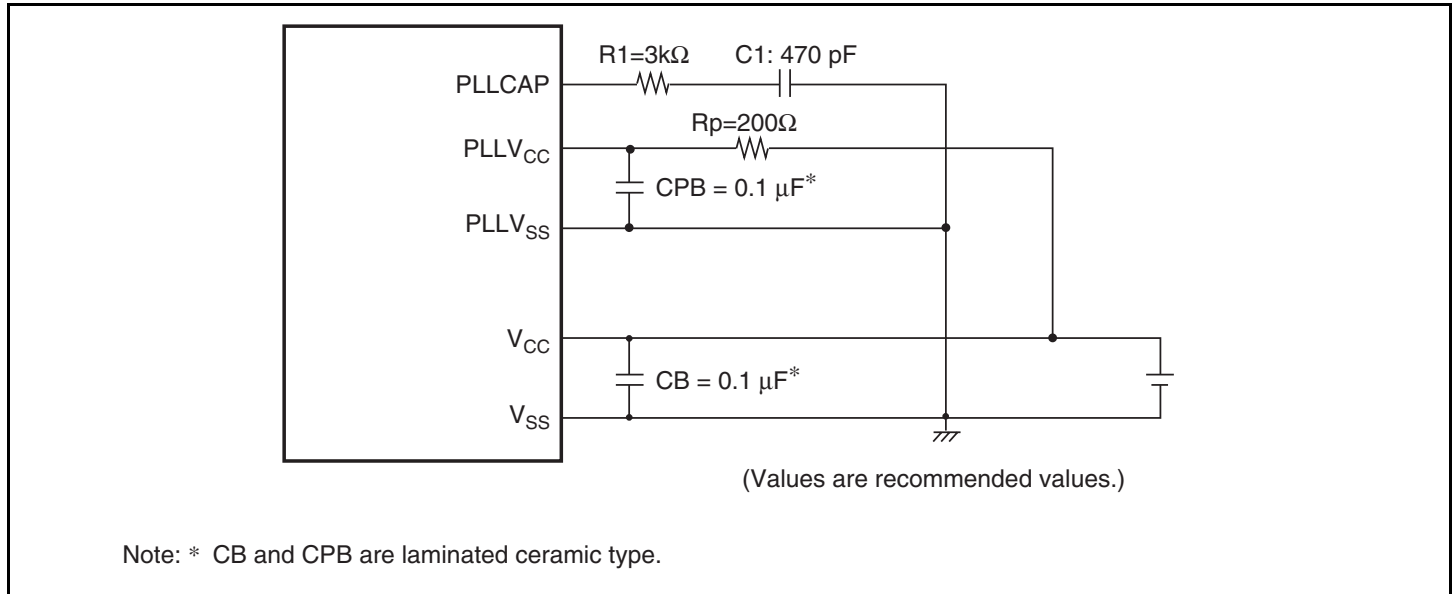 R1=3kΩ C1: 470 pF
PLLCAP
Rp=200Ω
PLLVCC
CPB = 0.1 μF*
PLLVSS
VCC
CB = 0.1 μF*
VSS
(Values are recommended values.)
Note: * CB and CPB are laminated ceramic type.